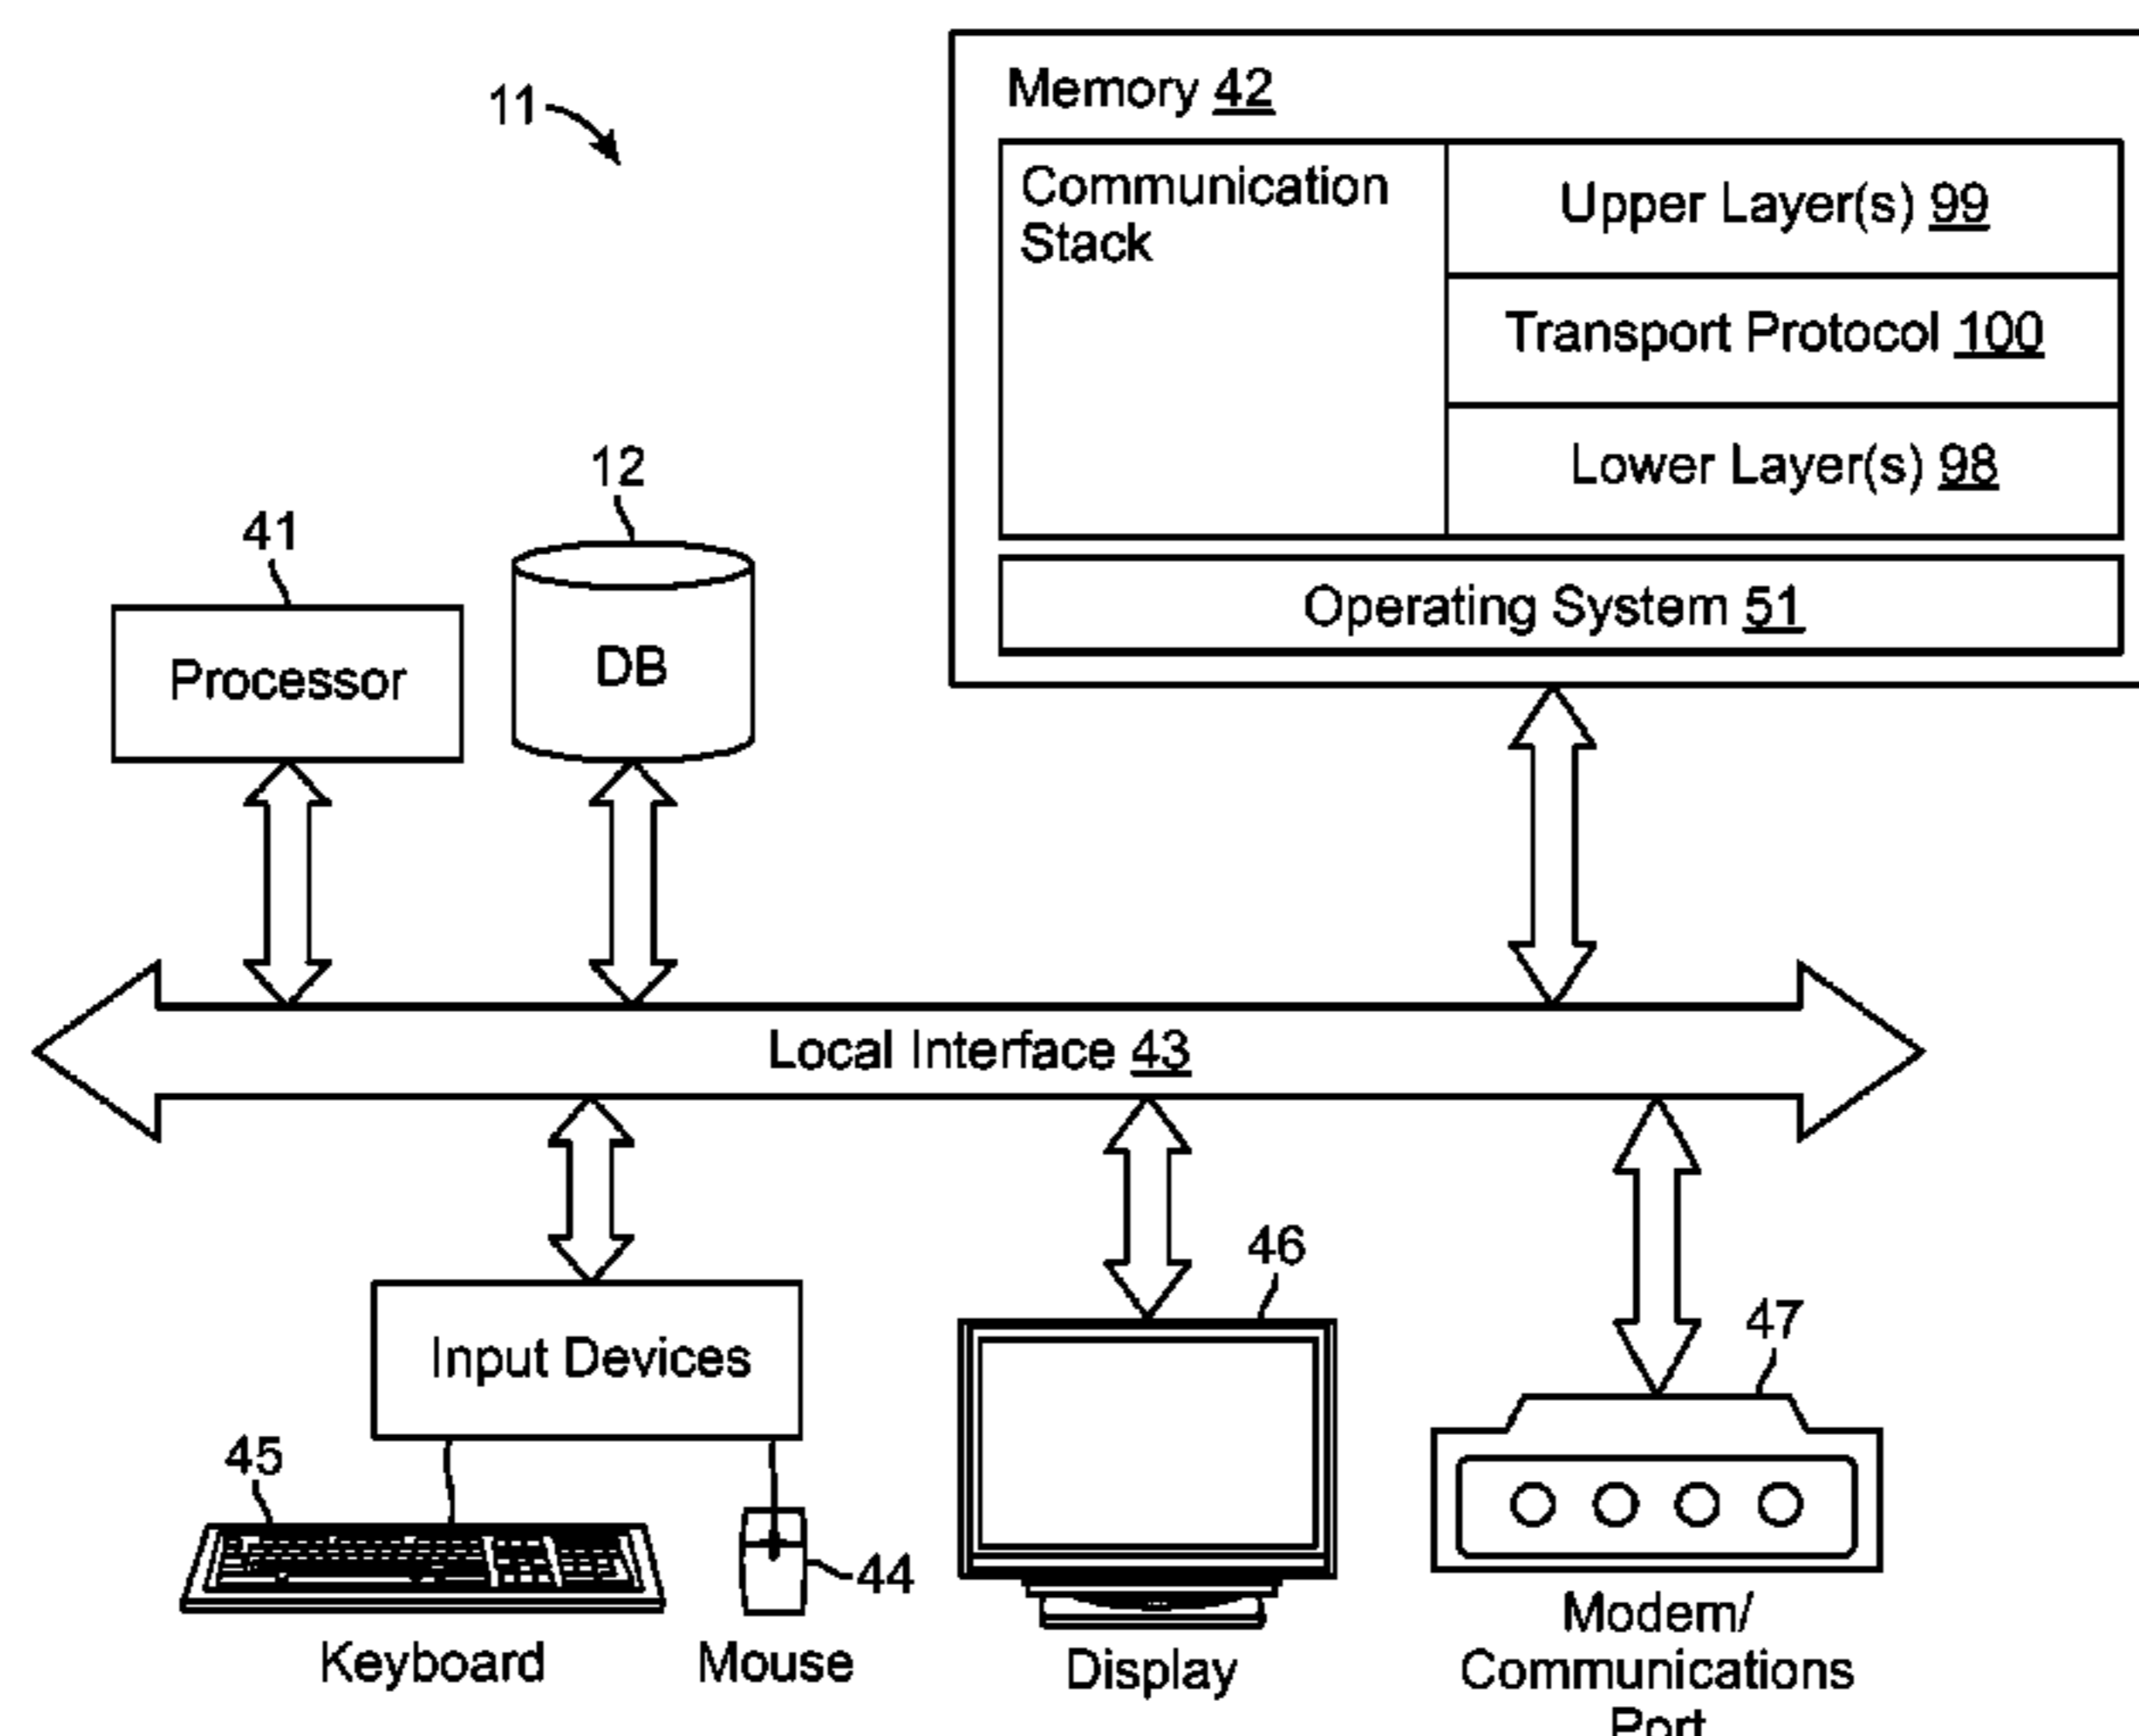 11
Memory 42
Communication
Stack
Upper Layer(s) 99
Transport Protocol 100
Lower Layer(s) 98
Operating System 51
12
41
Processor
DB
Local Interface 43
46
47
Input Devices
45
44
Keyboard
Mouse
Display
Modem/
Communications
Port